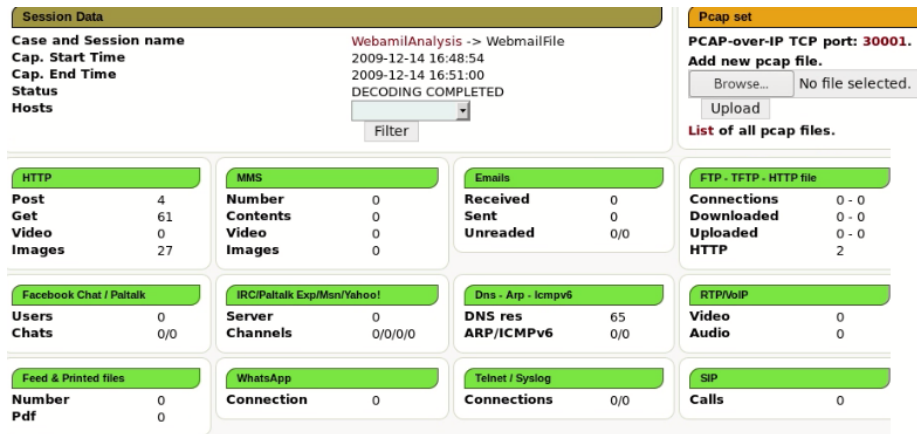 Session Data
Case and Session name WebamilAnalysis -> WebmailFile
Cap. Start Time 2009-12-14 16:48:54
Cap. End Time 2009-12-14 16:51:00
Status DECODING COMPLETED
Hosts
Filter
Pcap set
PCAP-over-IP TCP port: 30001.
Add new pcap file.
Browse... No file selected.
Upload
List of all pcap files.
HTTP
Post 4
Get 61
Video 0
Images 27
MMS
Number 0
Contents 0
Video 0
Images 0
Emails
Received 0
Sent 0
Unreaded 0/0
FTP - TFTP - HTTP file
Connections 0 - 0
Downloaded 0 - 0
Uploaded 0 - 0
HTTP 2
Facebook Chat / Paltalk
Users 0
Chats 0/0
IRC/Paltalk Exp/Msn/Yahoo!
Server 0
Channels 0/0/0/0
Dns - Arp - Icmpv6
DNS res 65
ARP/ICMPv6 0/0
RTP/VoIP
Video 0
Audio 0
Feed & Printed files
Number 0
Pdf 0
WhatsApp
Connection 0
Telnet / Syslog
Connections 0/0
SIP
Calls 0